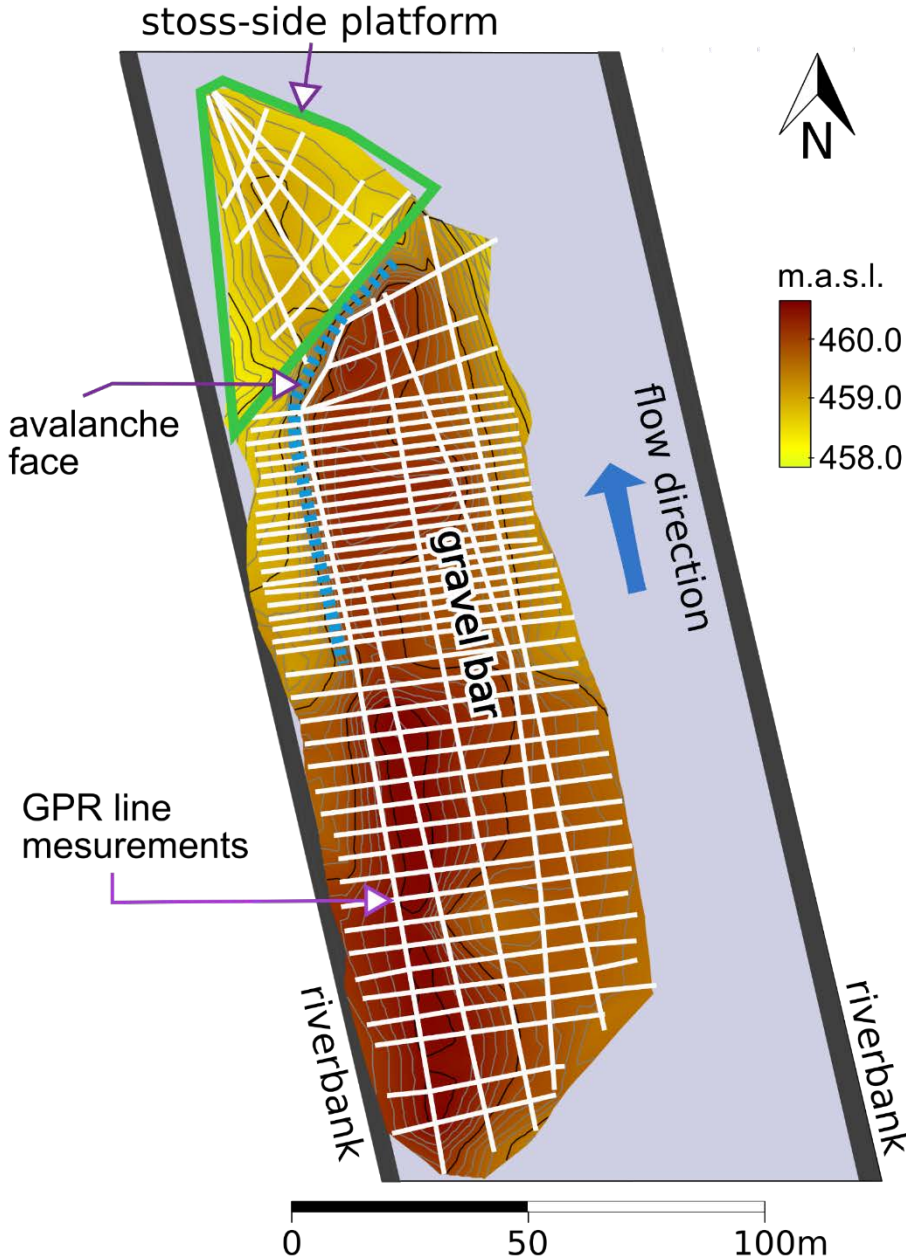 stoss-side platform
N
m.a.s.l.
460.0
459.0
458.0
avalanche
face
flow direction
gravel bar
GPR line
mesurements
riverbank
riverbank
0
50
100m